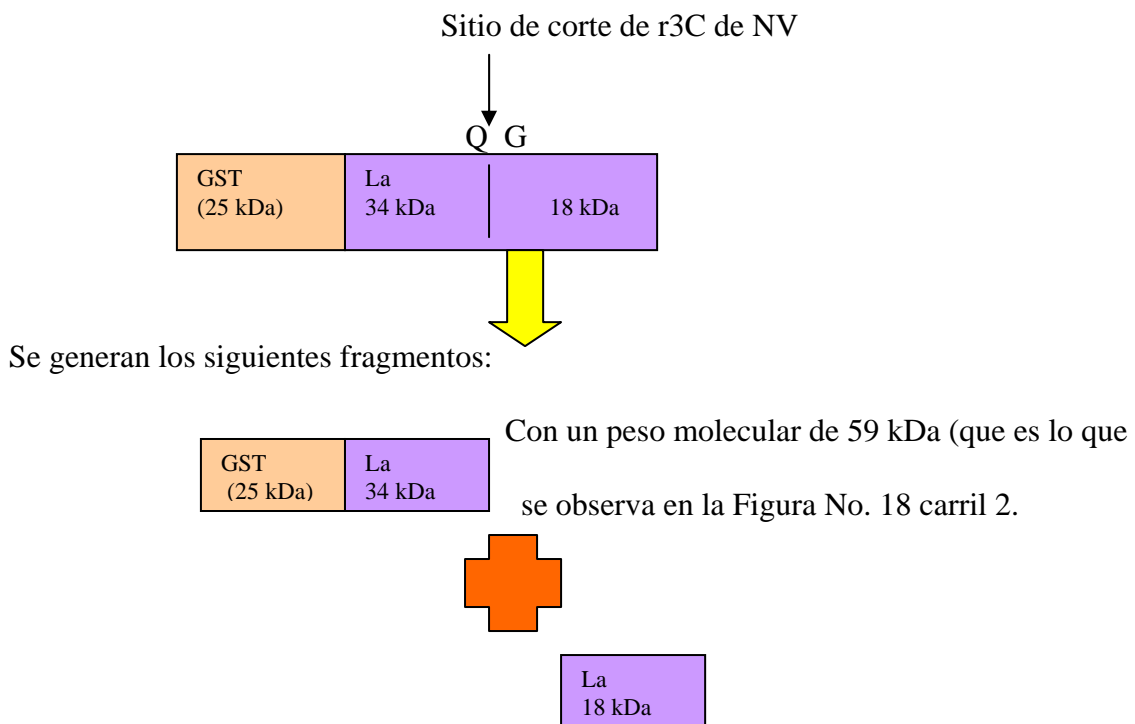 Sitio de corte de r3C de NV
Q G
GST
(25 kDa)
La
34 kDa
18 kDa
Se generan los siguientes fragmentos:
Con un peso molecular de 59 kDa (que es lo que
se observa en la Figura No. 18 carril 2.
GST
(25 kDa)
La
34 kDa
La
18 kDa